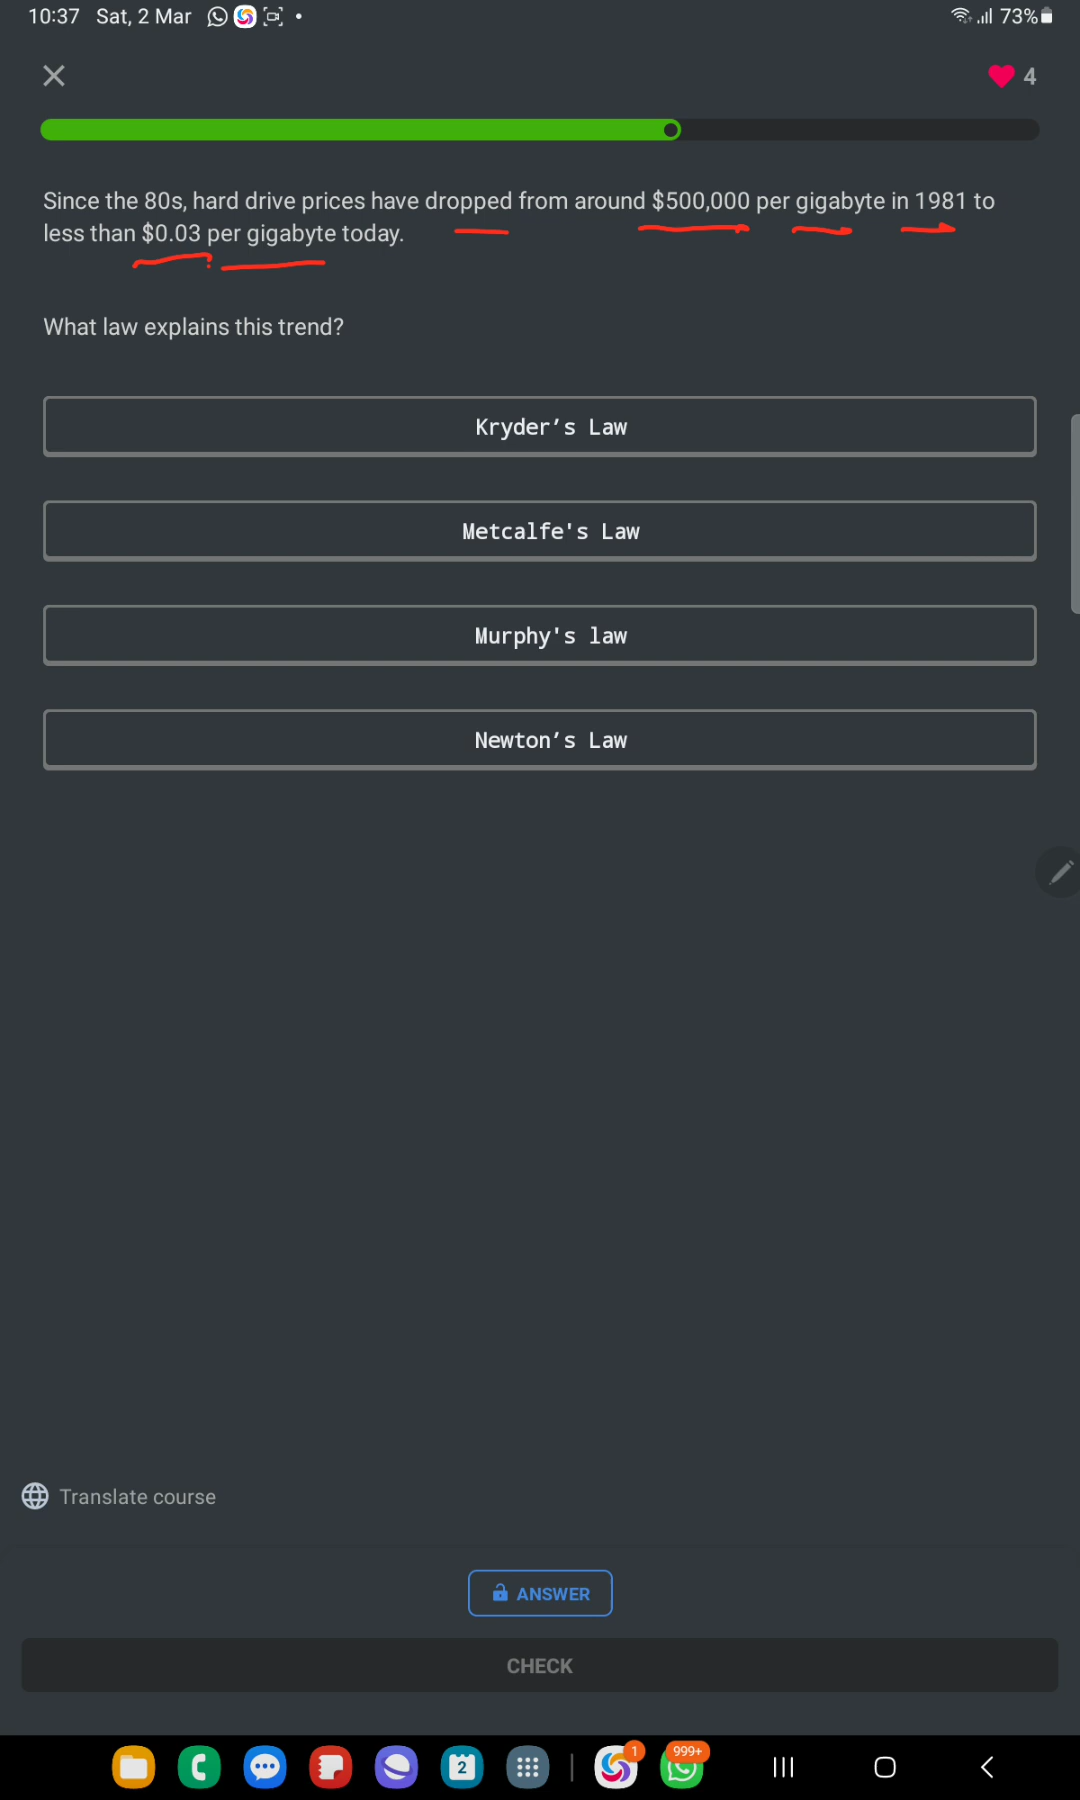 10:37 Sat, 2 Mar
73%
4
Since the 80s, hard drive prices have dropped from around $500,000 per gigabyte in 1981 to
less than $0.03 per gigabyte today.
What law explains this trend?
Kryder’s Law
Metcalfe's Law
Murphy's law
Newton’s Law
Translate course
ANSWER
CHECK
2
1
999+